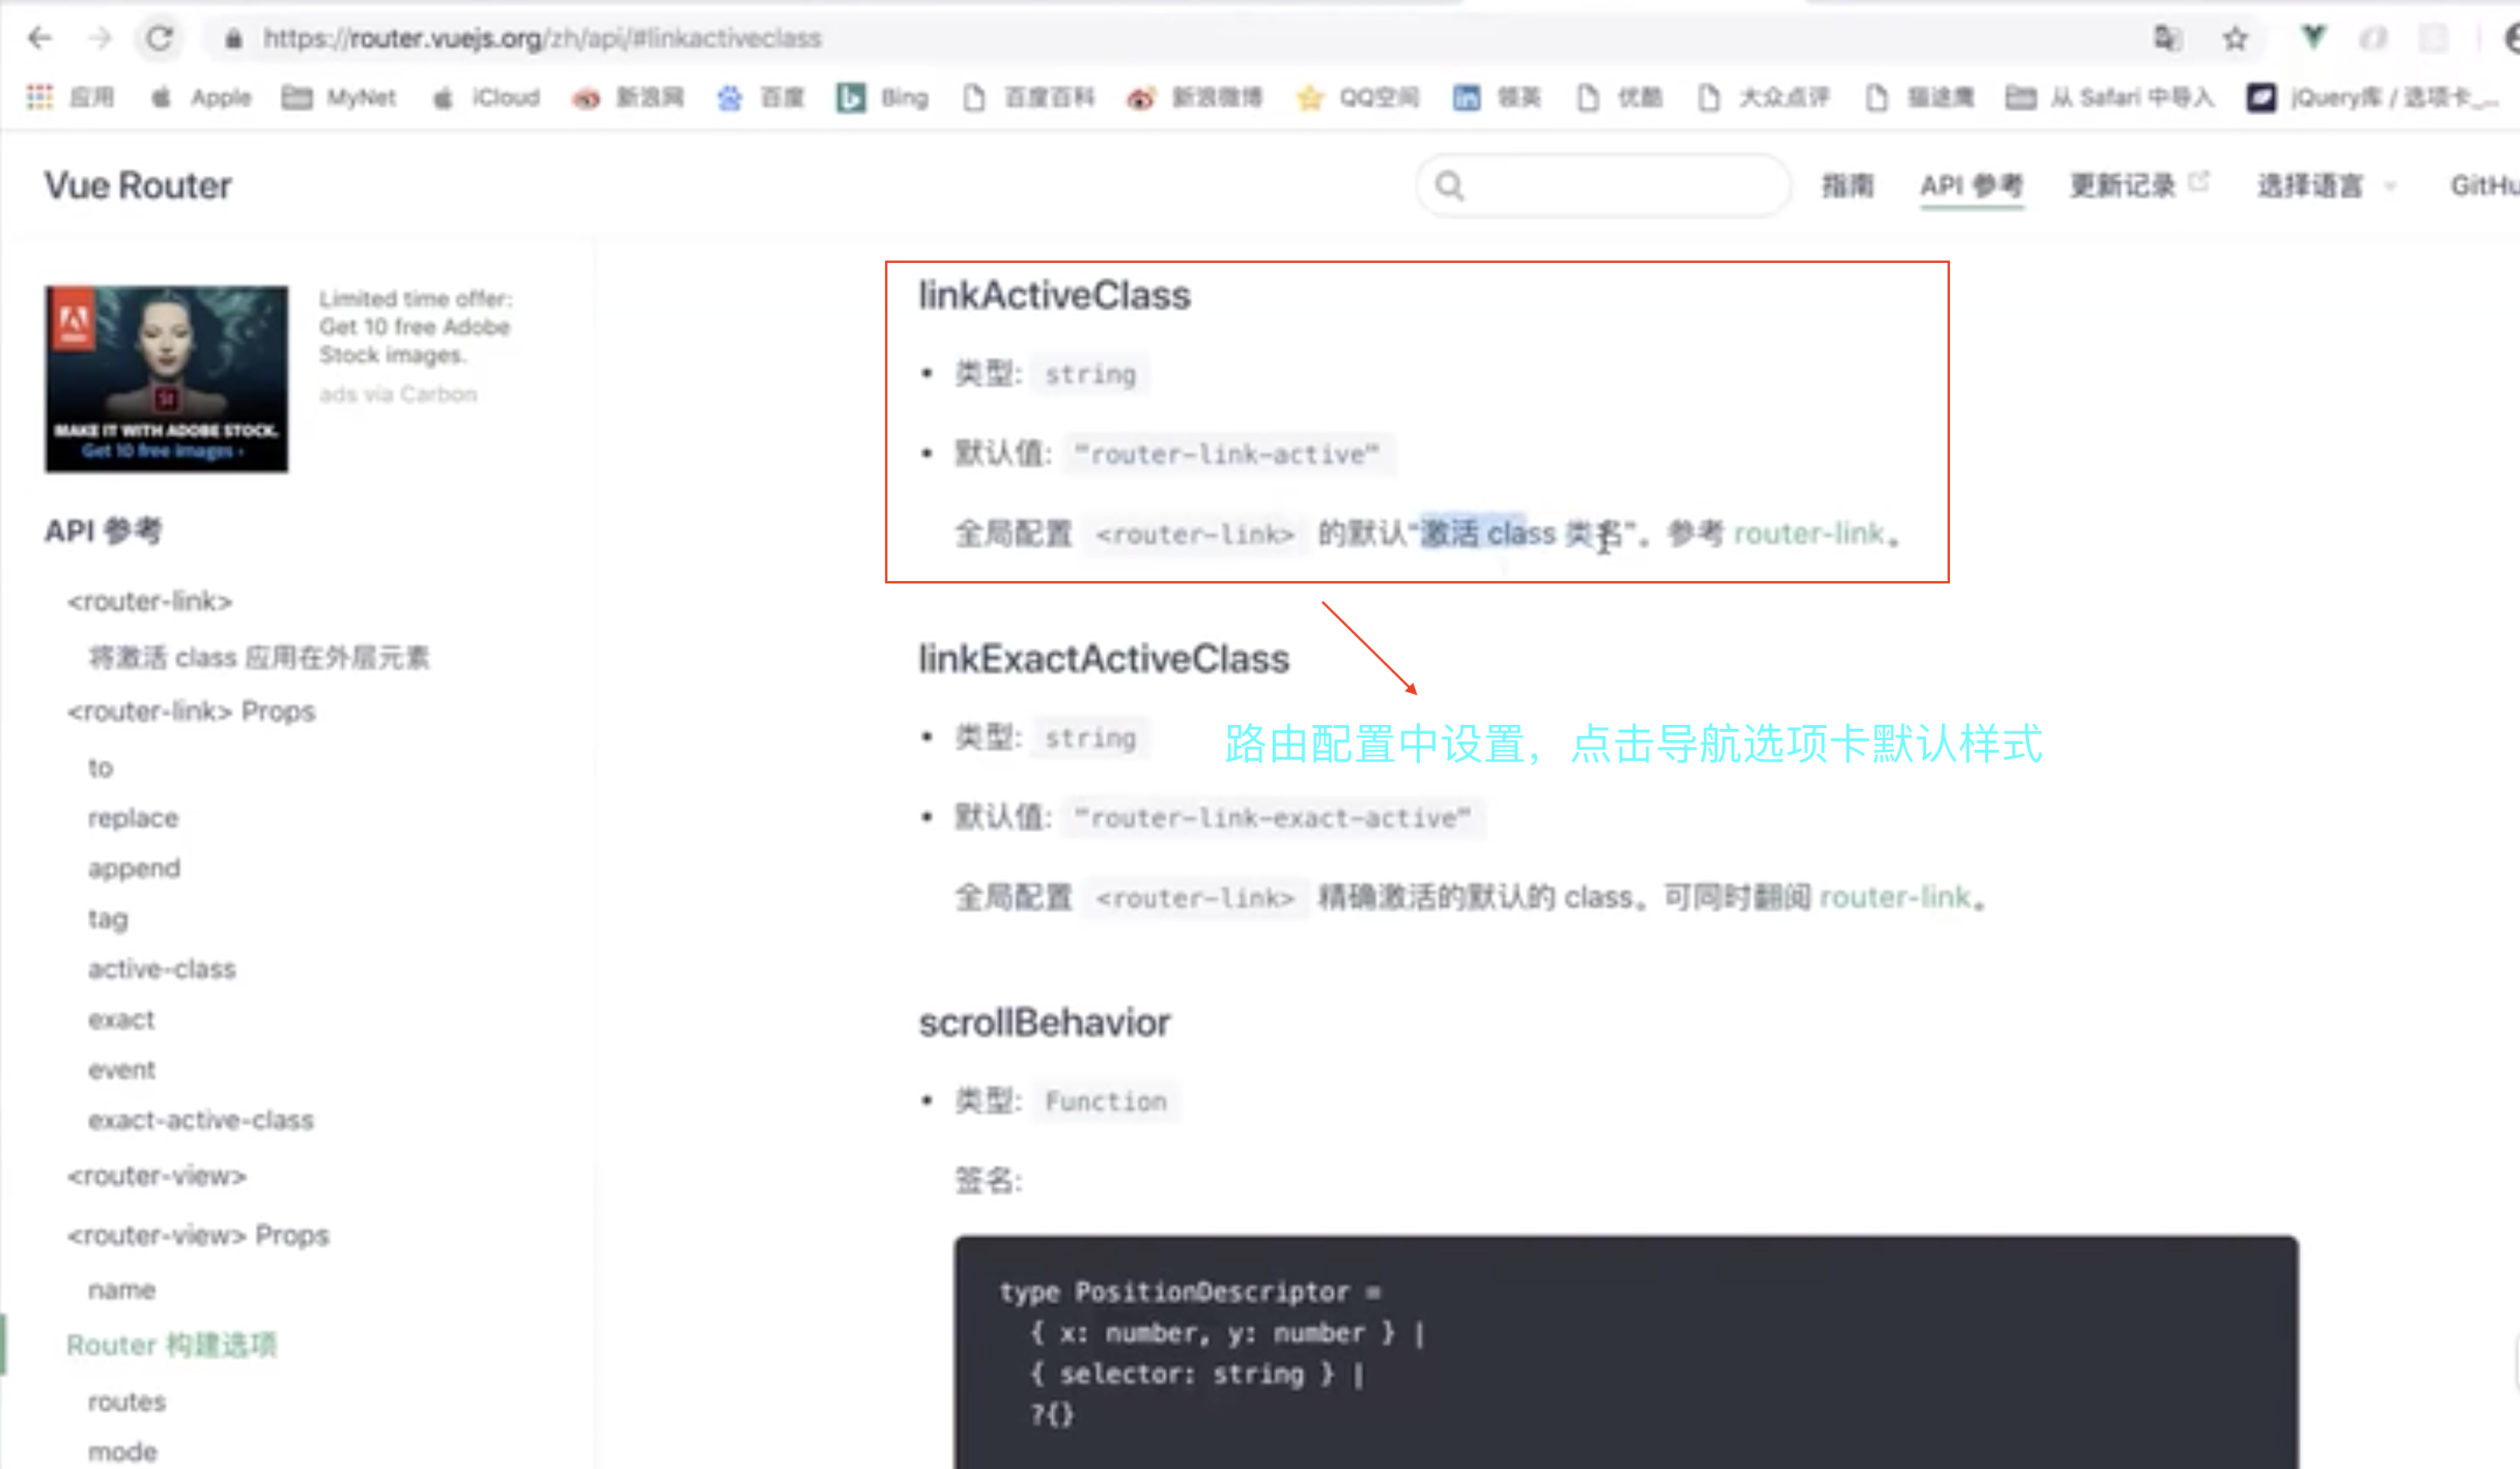 https://router.vuejs.org/zh/api/#linkactiveclass
应用 Apple MyNet iCloud 新浪网 百度 Bing 百度百科 新浪微博 QQ空间 领英 优酷 大众点评 猫途鹰 从 Safari 中导入 jQuery库 / 选项卡_...
Vue Router
指南 API 参考 更新记录 选择语言 GitHu
Limited time offer:
Get 10 free Adobe
Stock images.
ads via Carbon
MAKE IT WITH ADOBE STOCK.
Get 10 free images ›
API 参考
<router-link>
将激活 class 应用在外层元素
<router-link> Props
to
replace
append
tag
active-class
exact
event
exact-active-class
<router-view>
<router-view> Props
name
Router 构建选项
routes
mode
linkActiveClass
• 类型: string
• 默认值: "router-link-active"
全局配置 <router-link> 的默认“激活 class 类名”。参考 router-link。
linkExactActiveClass
• 类型: string
路由配置中设置，点击导航选项卡默认样式
• 默认值: "router-link-exact-active"
全局配置 <router-link> 精确激活的默认的 class。可同时翻阅 router-link。
scrollBehavior
• 类型: Function
签名:
type PositionDescriptor =
{ x: number, y: number } |
{ selector: string } |
?{}